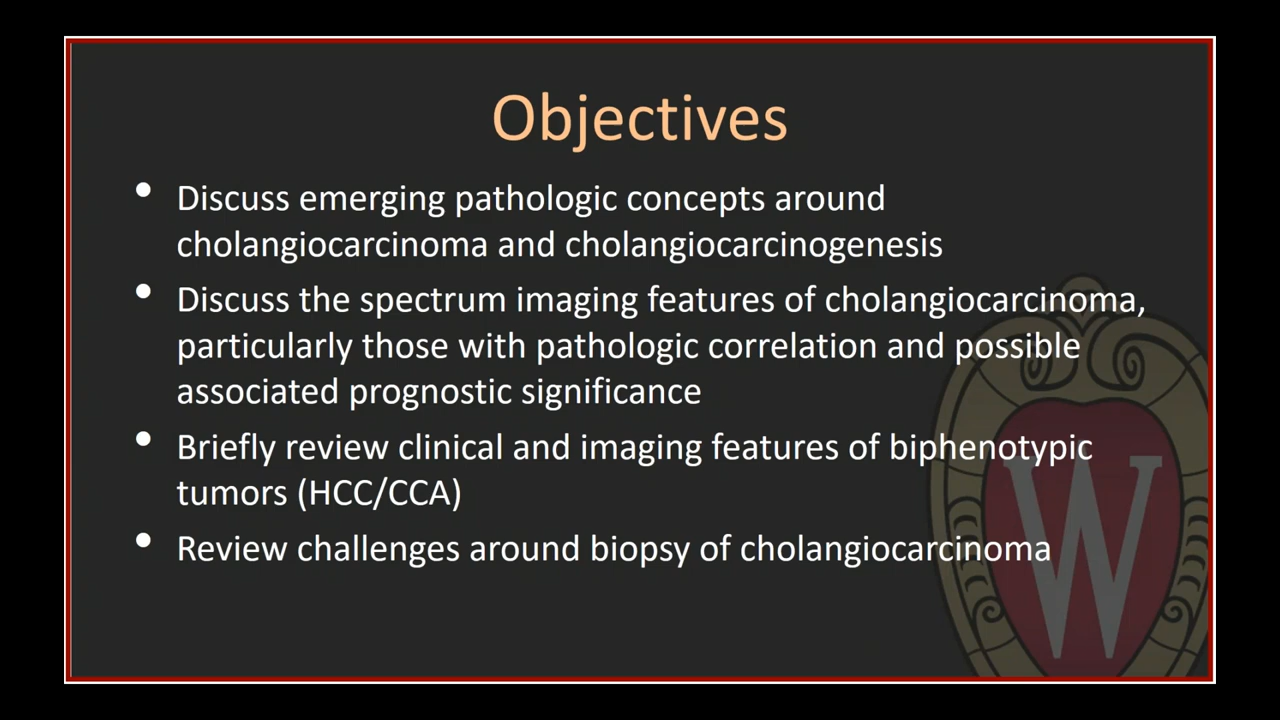 Objectives
• Discuss emerging pathologic concepts around
cholangiocarcinoma and cholangiocarcinogenesis
• Discuss the spectrum imaging features of cholangiocarcinoma,
particularly those with pathologic correlation and possible
associated prognostic significance
• Briefly review clinical and imaging features of biphenotypic
tumors (HCC/CCA)
• Review challenges around biopsy of cholangiocarcinoma
W